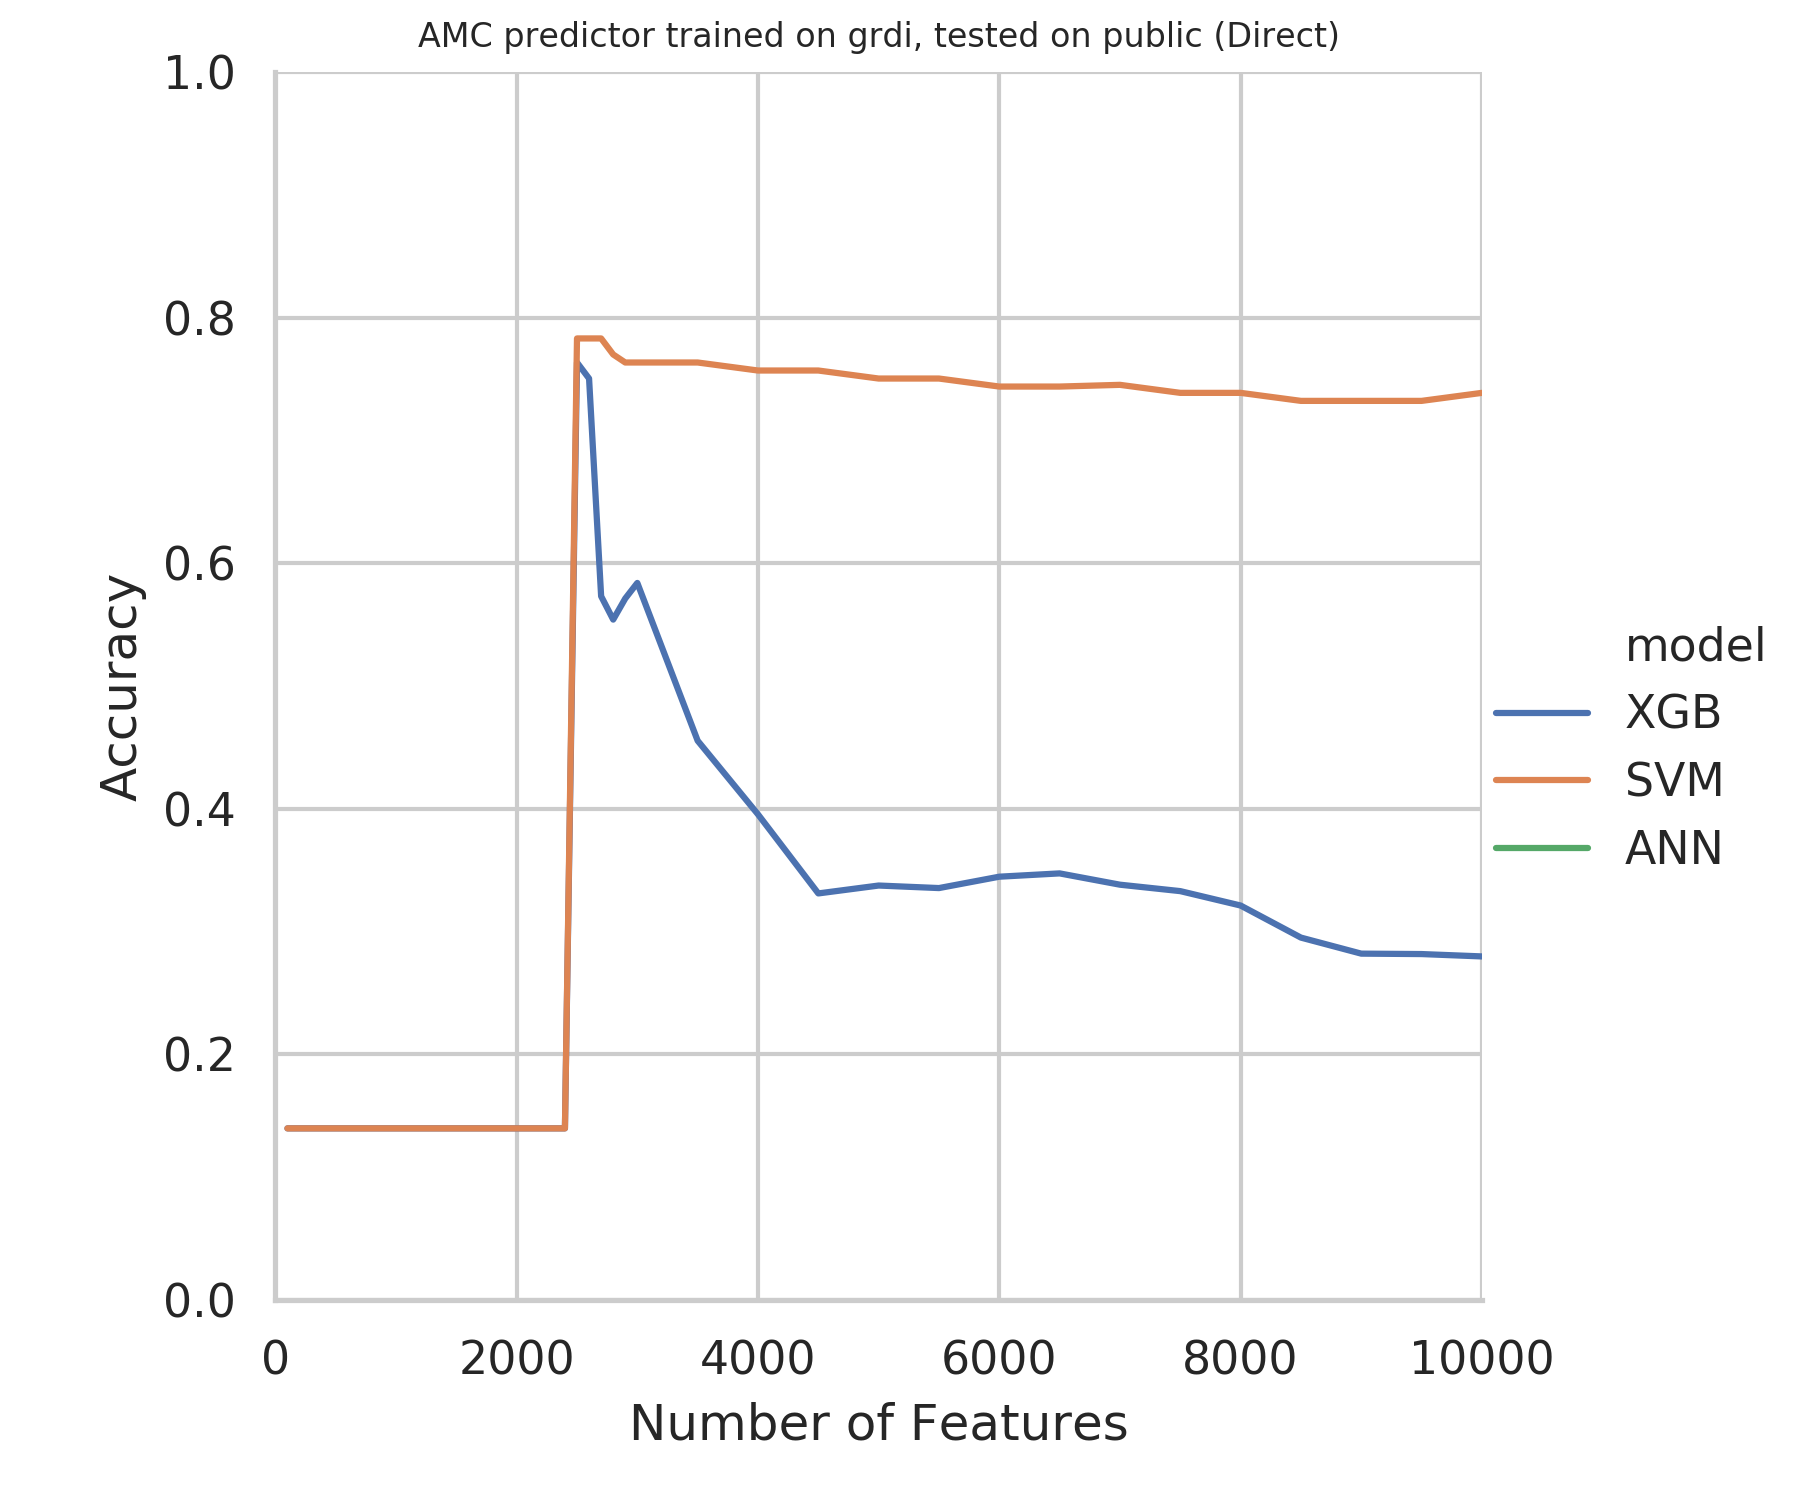 AMC predictor trained on grdi, tested on public (Direct)
1.0
0.8
0.6
0.4
0.2
0.0
Accuracy
0 2000 4000 6000 8000 10000
Number of Features
model
XGB
SVM
ANN